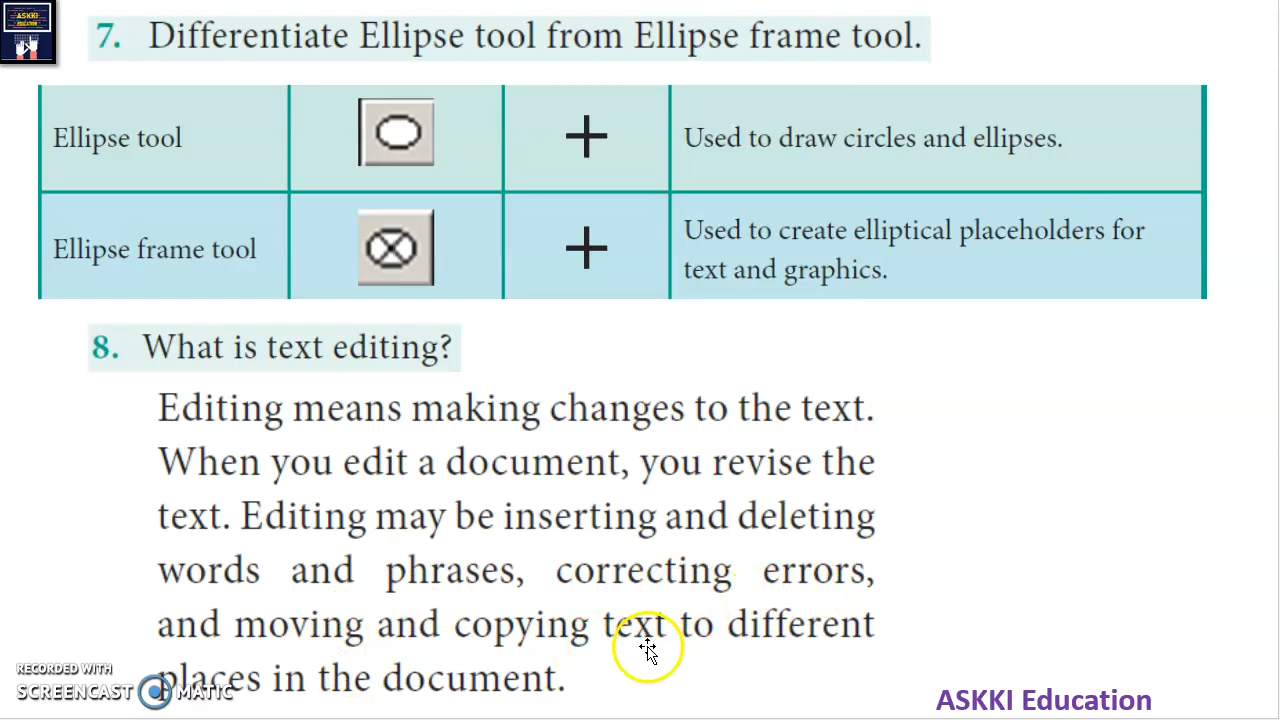 ASKKI
EDUCATION
7. Differentiate Ellipse tool from Ellipse frame tool.
Ellipse tool
Used to draw circles and ellipses.
Ellipse frame tool
Used to create elliptical placeholders for
text and graphics.
8. What is text editing?
Editing means making changes to the text.
When you edit a document, you revise the
text. Editing may be inserting and deleting
words and phrases, correcting errors,
and moving and copying text to different
places in the document.
RECORDED WITH
SCREENCAST MATIC
ASKKI Education